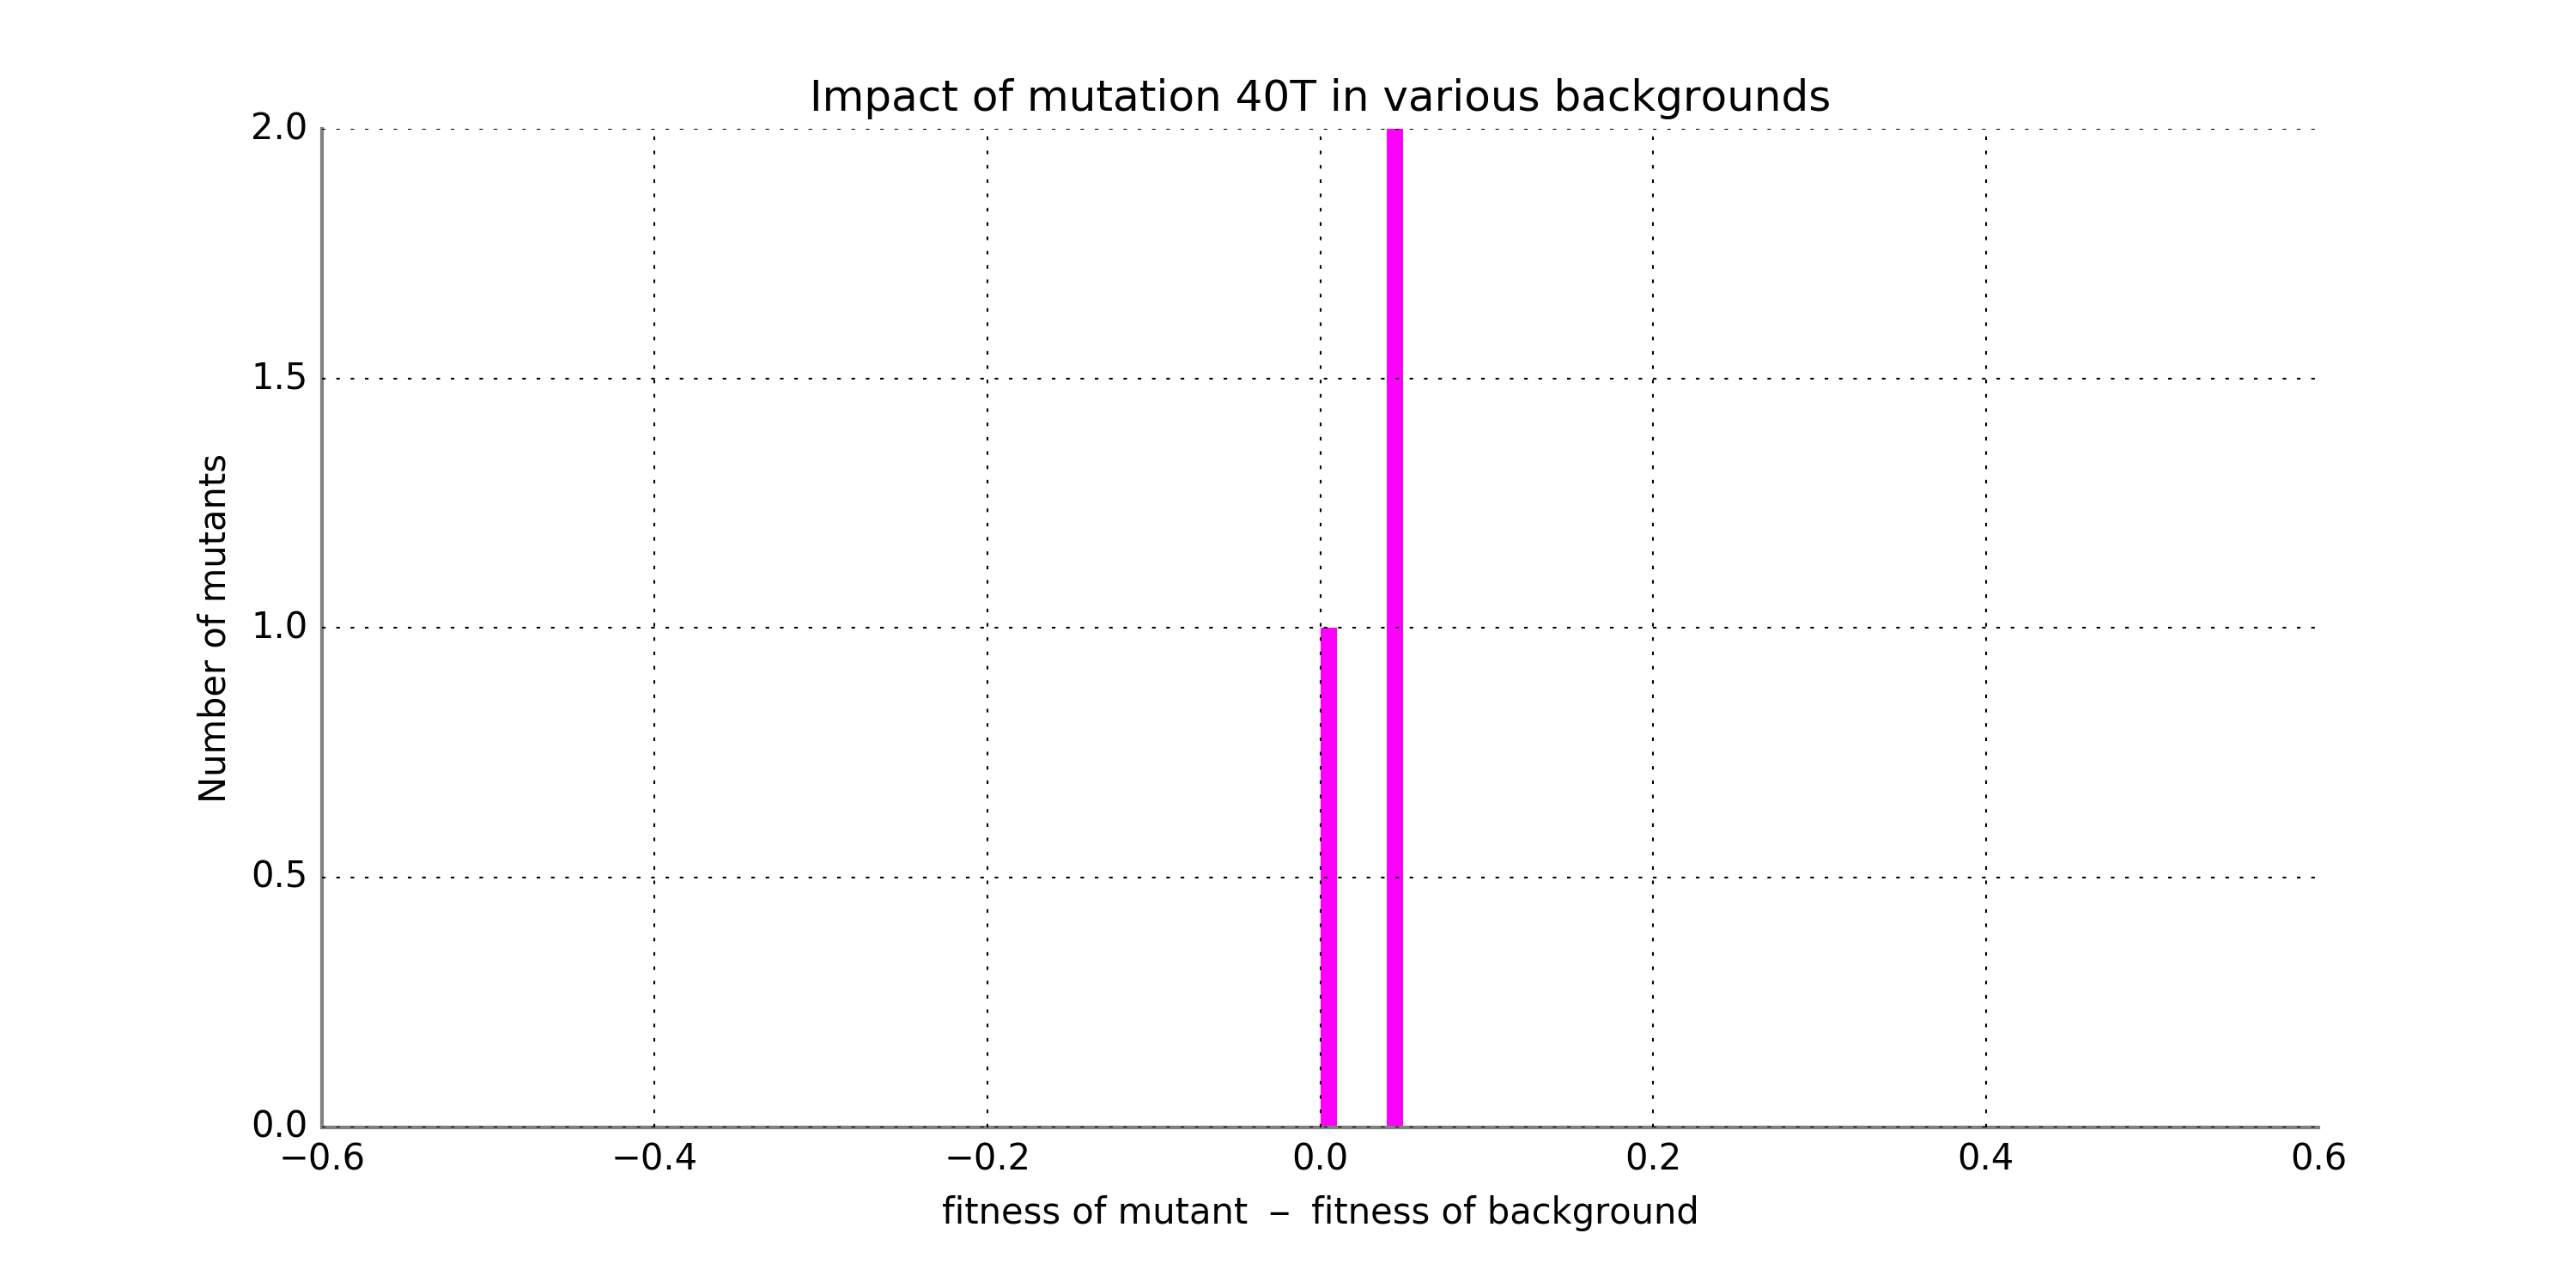 Impact of mutation 40T in various backgrounds
2.0
1.5
1.0
0.5
0.0
Number of mutants
−0.6 −0.4 −0.2 0.0 0.2 0.4 0.6
fitness of mutant − fitness of background